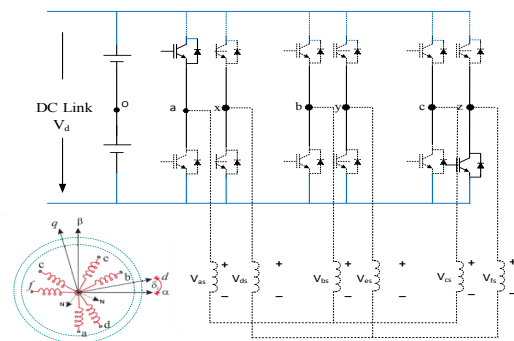 DC Link
V_d
o
a
x
b
y
c
z
q
β
e
c
b
d
f
δ
α
N
N
a
d
V_as
+
−
V_ds
+
−
V_bs
+
−
V_es
+
−
V_cs
+
−
V_fs
+
−